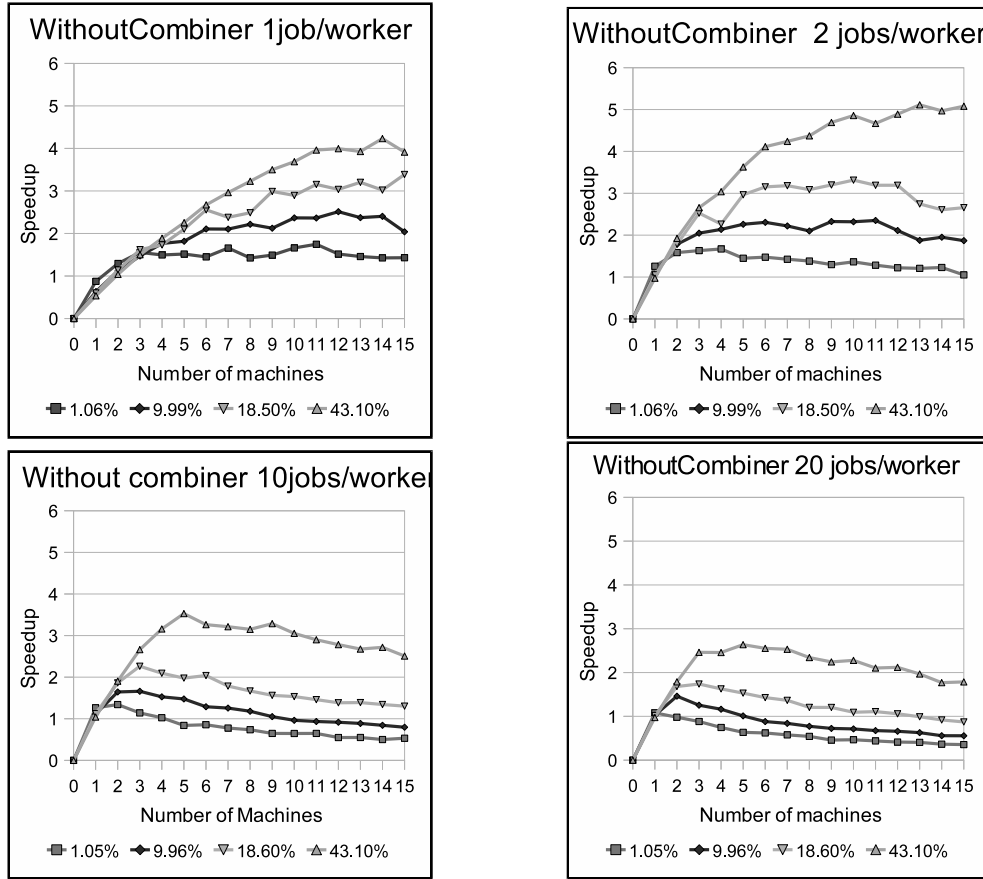 WithoutCombiner 1job/worker
6
5
4
3
2
1
0
Speedup
0 1 2 3 4 5 6 7 8 9 10 11 12 13 14 15
Number of machines
1.06% 9.99% 18.50% 43.10%
WithoutCombiner 2 jobs/worker
6
5
4
3
2
1
0
Speedup
0 1 2 3 4 5 6 7 8 9 10 11 12 13 14 15
Number of machines
1.06% 9.99% 18.50% 43.10%
Without combiner 10jobs/worker
6
5
4
3
2
1
0
Speedup
0 1 2 3 4 5 6 7 8 9 10 11 12 13 14 15
Number of Machines
1.05% 9.96% 18.60% 43.10%
WithoutCombiner 20 jobs/worker
6
5
4
3
2
1
0
Speedup
0 1 2 3 4 5 6 7 8 9 10 11 12 13 14 15
Number of machines
1.05% 9.96% 18.60% 43.10%